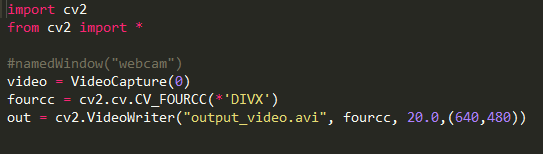 import cv2
from cv2 import *
#namedWindow("webcam")
video = VideoCapture(0)
fourcc = cv2.cv.CV_FOURCC(*'DIVX')
out = cv2.VideoWriter("output_video.avi", fourcc, 20.0,(640,480))